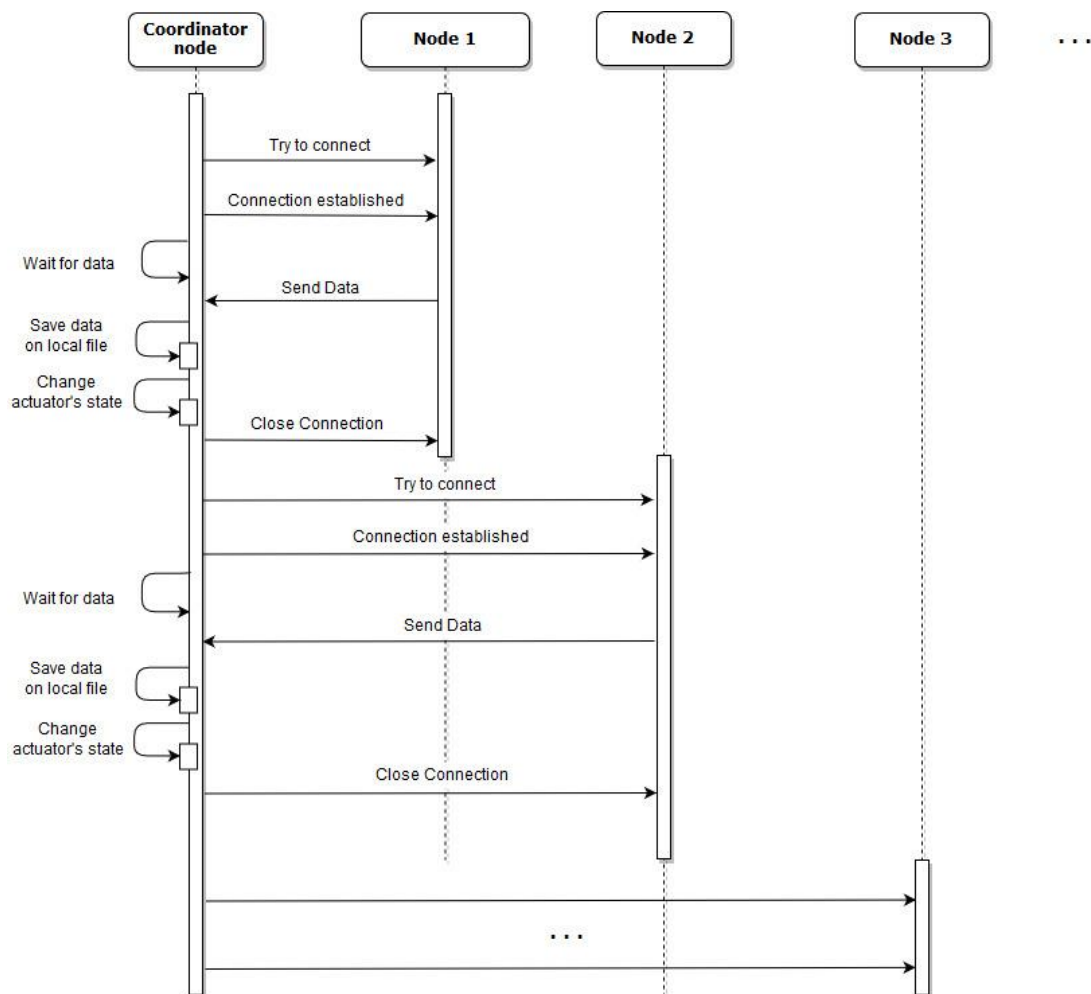 Coordinator
node
Node 1
Node 2
Node 3
...
Try to connect
Connection established
Wait for data
Send Data
Save data
on local file
Change
actuator's state
Close Connection
Try to connect
Connection established
Wait for data
Send Data
Save data
on local file
Change
actuator's state
Close Connection
...